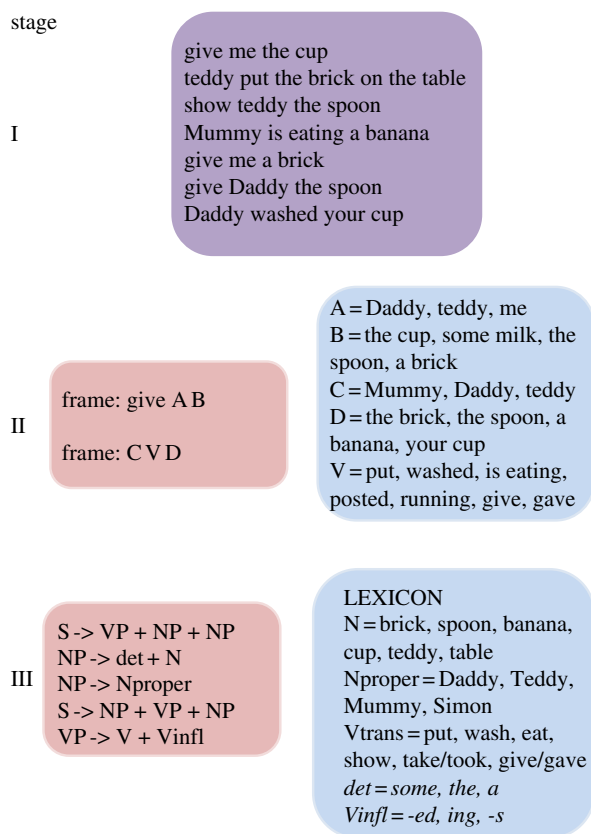 stage
I
give me the cup
teddy put the brick on the table
show teddy the spoon
Mummy is eating a banana
give me a brick
give Daddy the spoon
Daddy washed your cup
II
frame: give A B
frame: C V D
A = Daddy, teddy, me
B = the cup, some milk, the
spoon, a brick
C = Mummy, Daddy, teddy
D = the brick, the spoon, a
banana, your cup
V = put, washed, is eating,
posted, running, give, gave
III
S -> VP + NP + NP
NP -> det + N
NP -> Nproper
S -> NP + VP + NP
VP -> V + Vinfl
LEXICON
N = brick, spoon, banana,
cup, teddy, table
Nproper = Daddy, Teddy,
Mummy, Simon
Vtrans = put, wash, eat,
show, take/took, give/gave
det = some, the, a
Vinfl = -ed, ing, -s